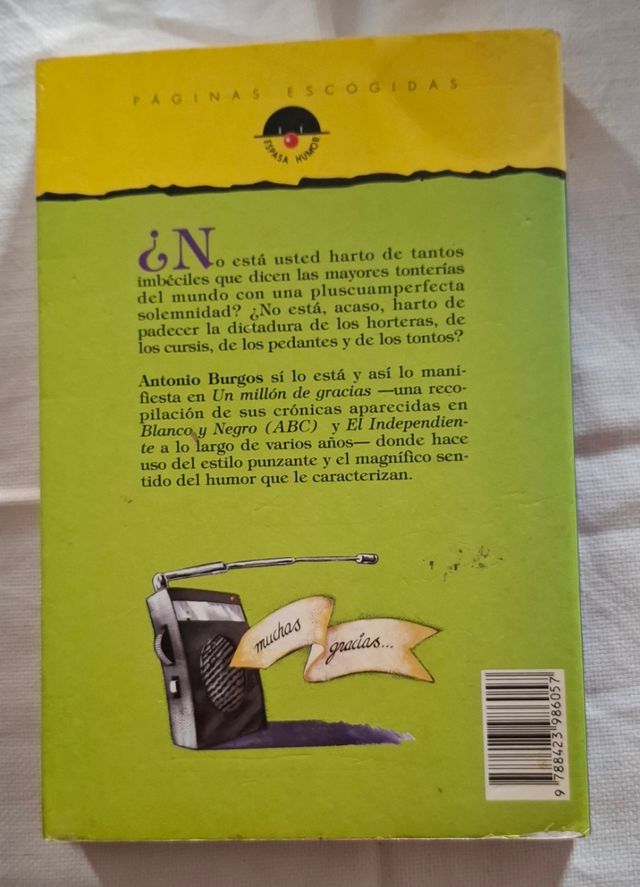 PÁGINAS ESCOGIDAS
ESPASA HUMOR
¿No está usted harto de tantos
imbéciles que dicen las mayores tonterías
del mundo con una pluscuamperfecta
solemnidad? ¿No está, acaso, harto de
padecer la dictadura de los horteras, de
los cursis, de los pedantes y de los tontos?
Antonio Burgos sí lo está y así lo mani-
fiesta en Un millón de gracias —una reco-
pilación de sus crónicas aparecidas en
Blanco y Negro (ABC) y El Independien-
te a lo largo de varios años— donde hace
uso del estilo punzante y el magnífico sen-
tido del humor que le caracterizan.
muchas
gracias...
9 788423 986057